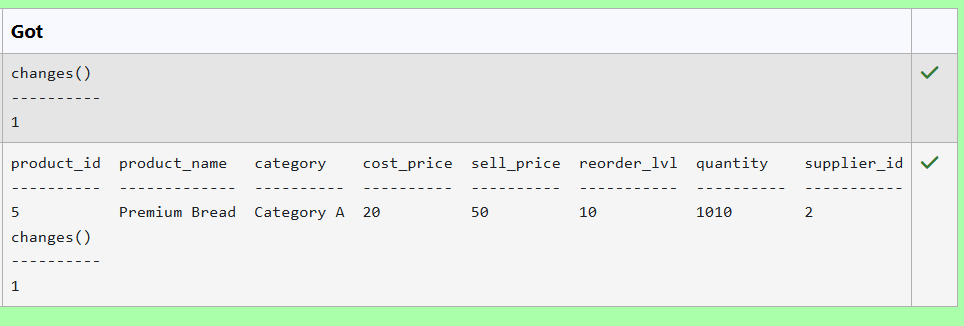 Got
changes()
----------
1
product_id  product_name   category    cost_price  sell_price  reorder_lvl  quantity    supplier_id
----------  -------------  ----------  ----------  ----------  -----------  ----------  -----------
5           Premium Bread  Category A  20          50          10           1010        2
changes()
----------
1